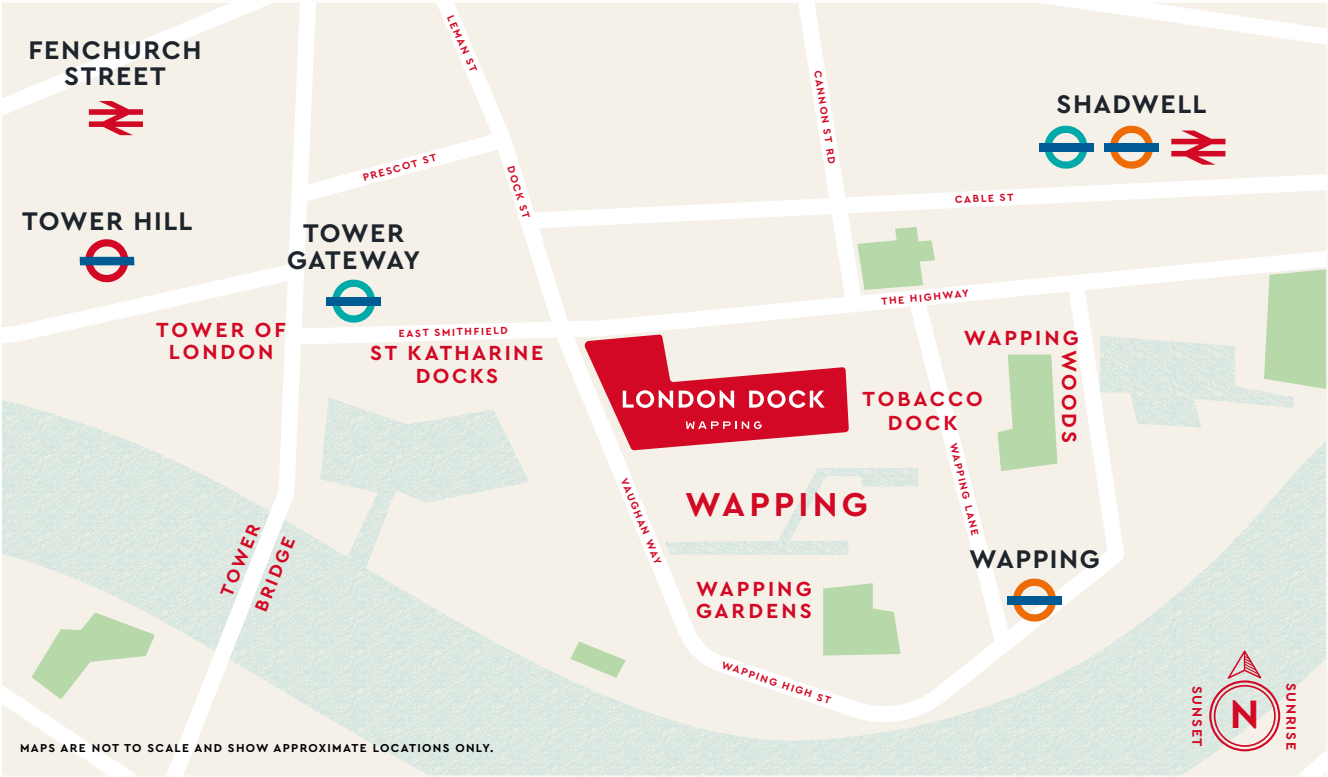 FENCHURCH
STREET
LEMAN ST
CANNON ST RD
SHADWELL
PRESCOT ST
DOCK ST
CABLE ST
TOWER HILL
TOWER
GATEWAY
THE HIGHWAY
TOWER OF
LONDON
EAST SMITHFIELD
ST KATHARINE
DOCKS
LONDON DOCK
WAPPING
TOBACCO
DOCK
WAPPING
WOODS
WAPPING LANE
VAUGHAN WAY
WAPPING
TOWER
BRIDGE
WAPPING
WAPPING
GARDENS
WAPPING HIGH ST
SUNSET
N
SUNRISE
MAPS ARE NOT TO SCALE AND SHOW APPROXIMATE LOCATIONS ONLY.